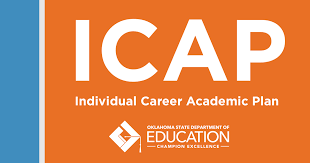 ICAP
Individual Career Academic Plan
OKLAHOMA STATE DEPARTMENT OF
EDUCATION
CHAMPION EXCELLENCE